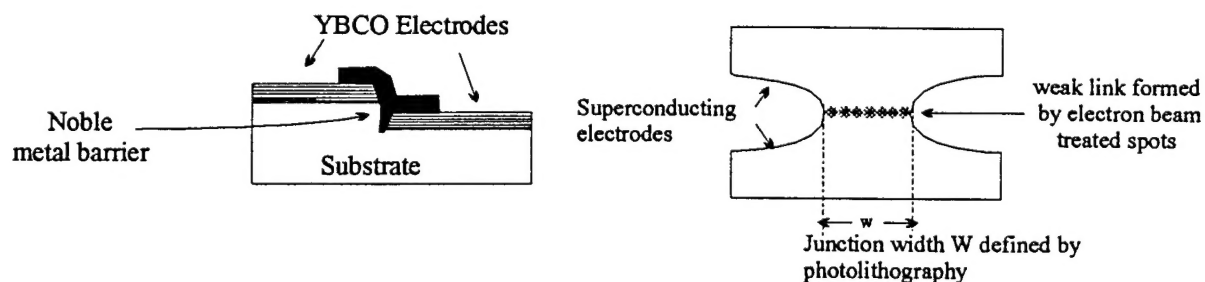 YBCO Electrodes
Noble
metal barrier
Substrate
Superconducting
electrodes
weak link formed
by electron beam
treated spots
W
Junction width W defined by
photolithography